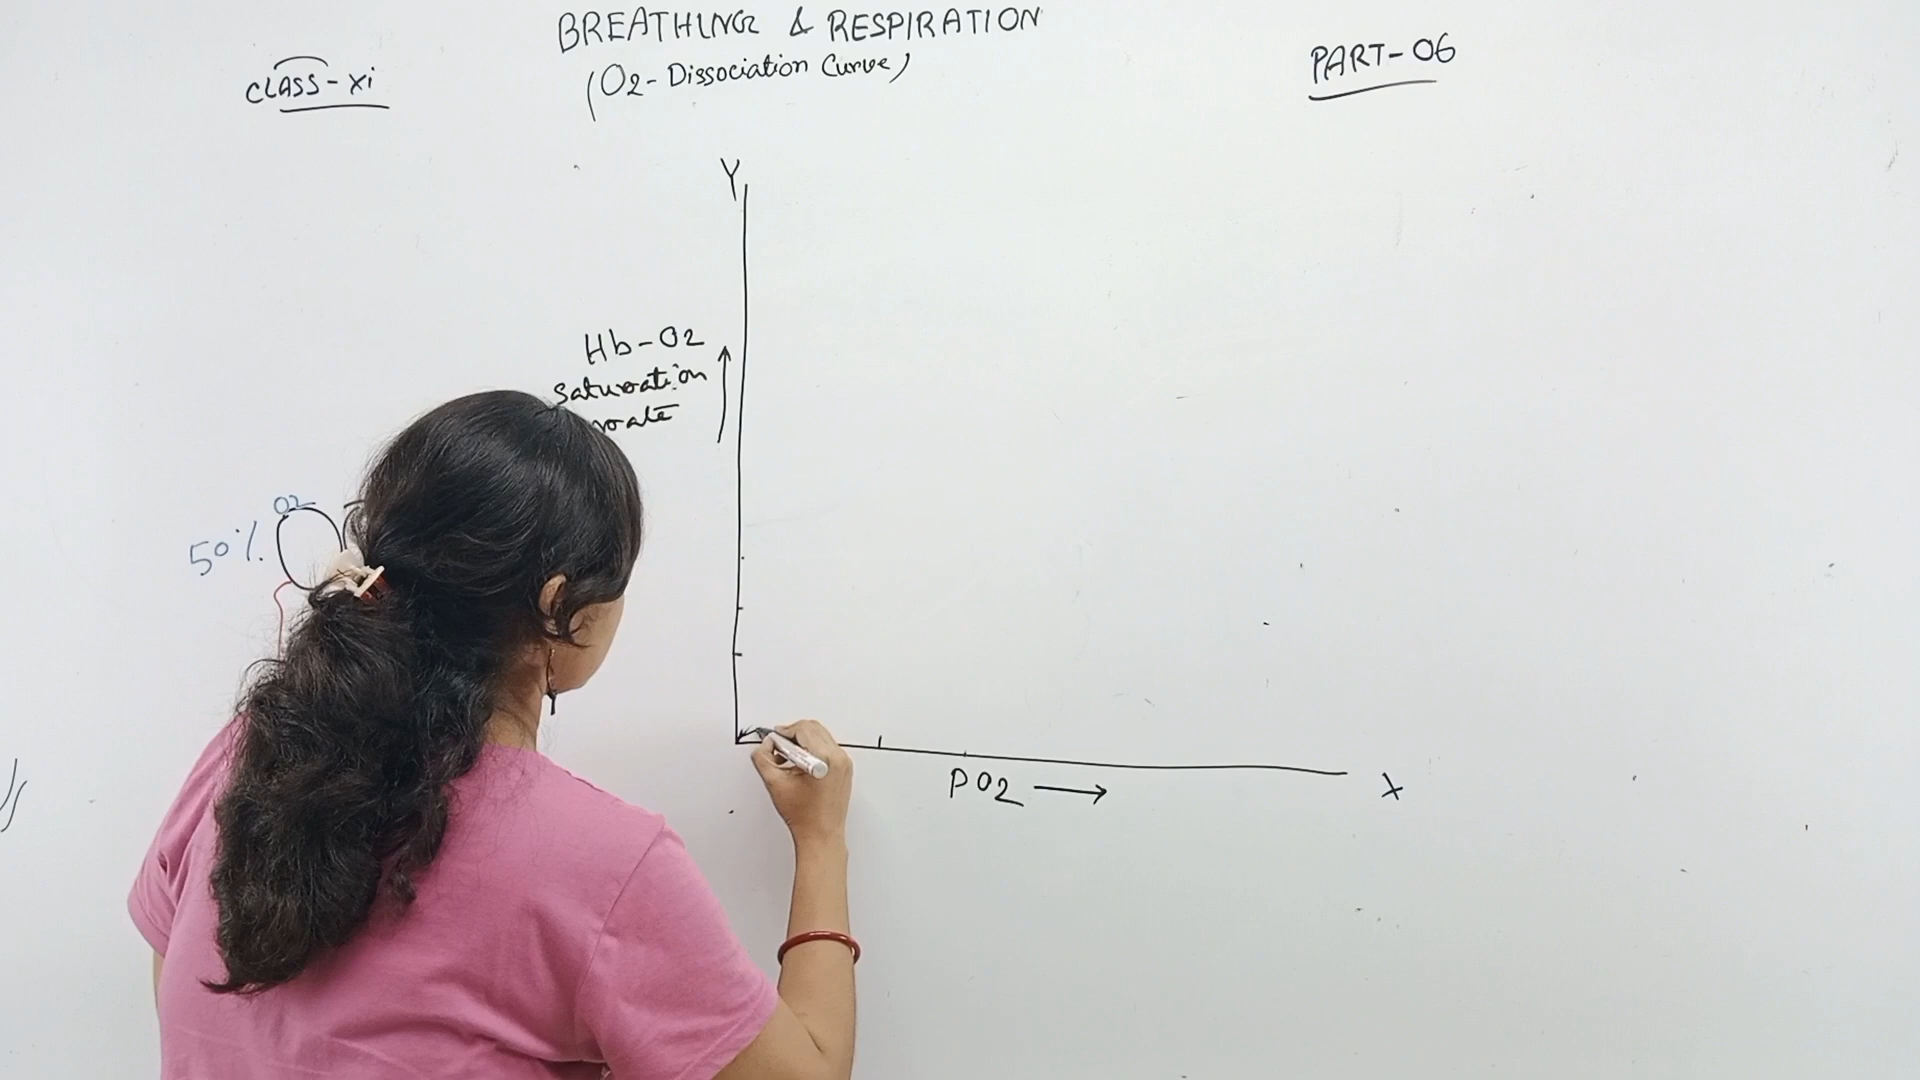 BREATHING & RESPIRATION
(O2-Dissociation Curve)
CLASS-Xi
PART-06
Y
Hb-O2
saturation
rate
O2
50%.
PO2
X